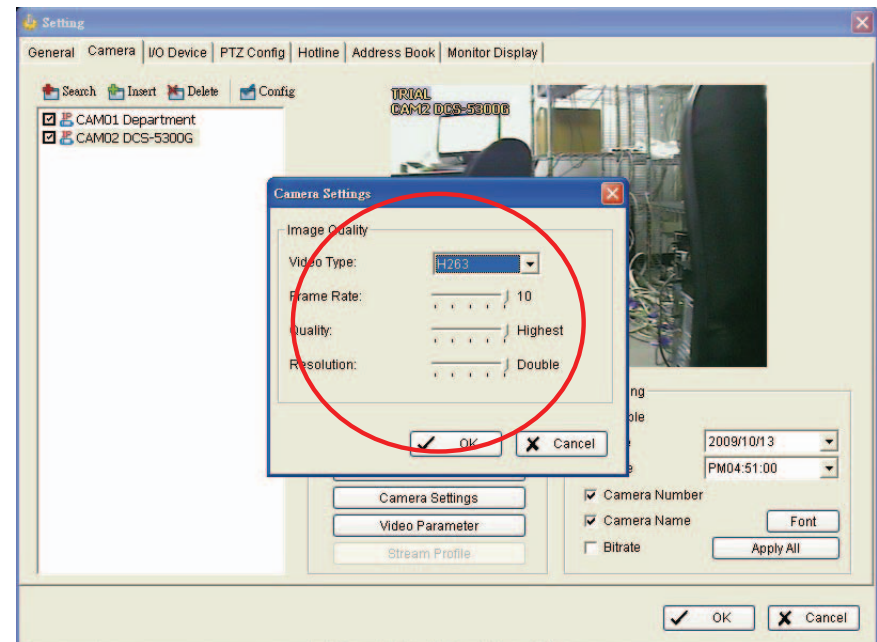 Setting
General Camera I/O Device PTZ Config Hotline Address Book Monitor Display
Search Insert Delete Config
CAM01 Department
CAM02 DCS-5300G
TRIAL
CAM2 DCS-5300G
Camera Settings
Image Quality
Video Type: H263
Frame Rate: 10
Quality: Highest
Resolution: Double
OK Cancel
Camera Settings
Video Parameter
Stream Profile
2009/10/13
PM04:51:00
Camera Number
Camera Name Font
Bitrate Apply All
OK Cancel